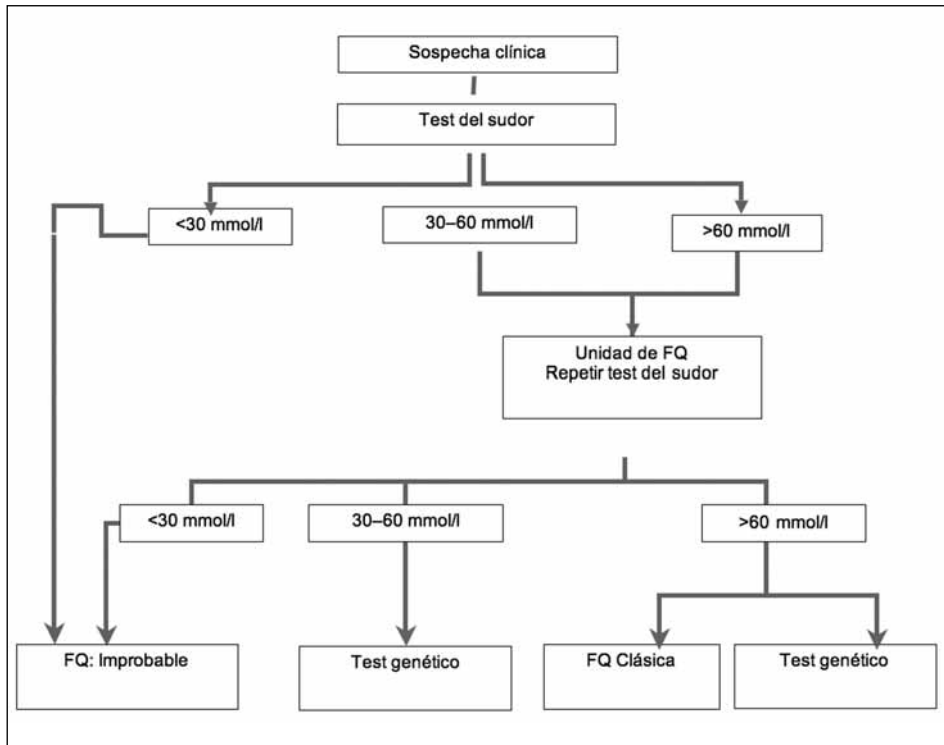 Sospecha clínica
Test del sudor
<30 mmol/l
30–60 mmol/l
>60 mmol/l
Unidad de FQ
Repetir test del sudor
<30 mmol/l
30–60 mmol/l
>60 mmol/l
FQ: Improbable
Test genético
FQ Clásica
Test genético